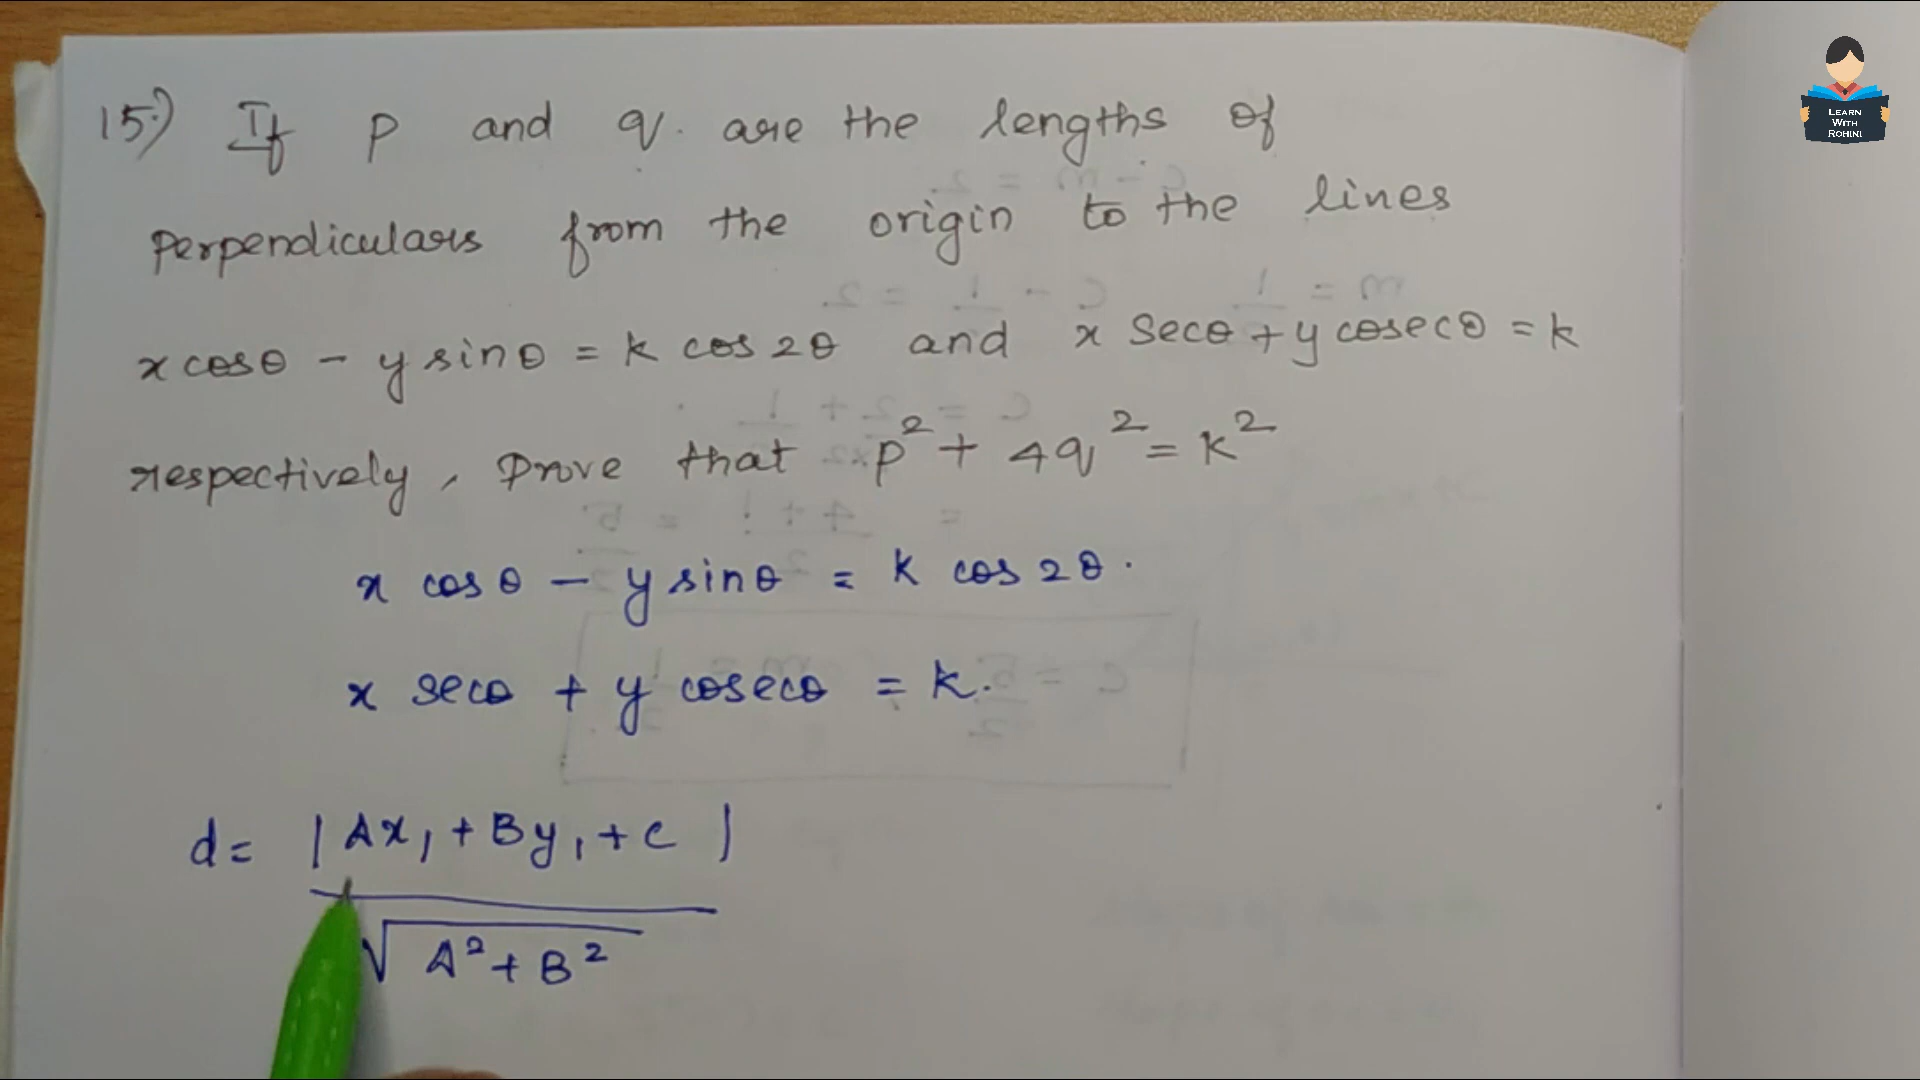 15.) If p and q are the lengths of
perpendiculars from the origin to the lines
x cosθ - y sinθ = k cos 2θ and x secθ + y cosecθ = k
respectively, Prove that p² + 4q² = k²
x cosθ - y sinθ = k cos 2θ.
x secθ + y cosecθ = k.
d = |Ax₁ + By₁ + C|
√A² + B²
LEARN
WITH
ROHINI